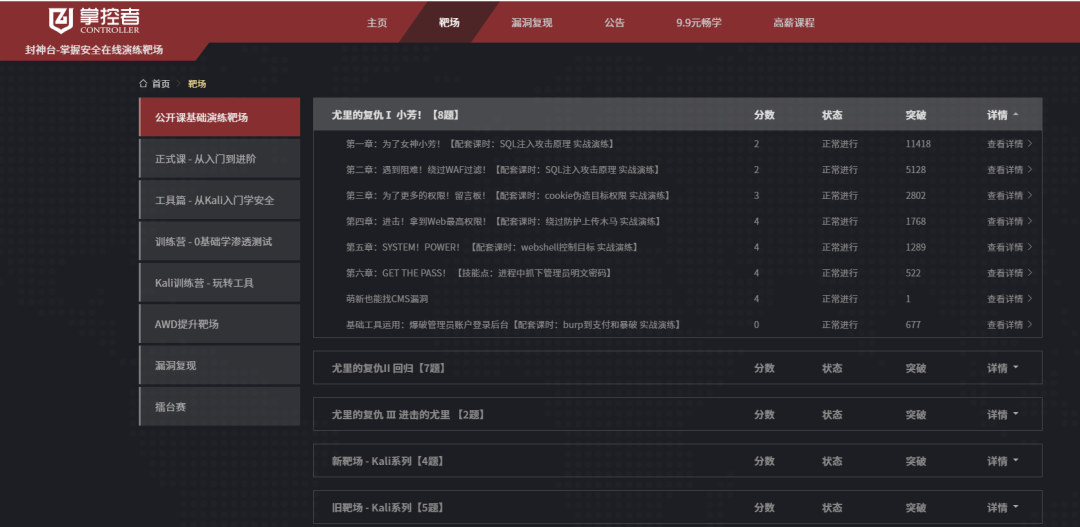 掌控者
CONTROLLER
封神台-掌握安全在线演练靶场
主页 靶场 漏洞复现 公告 9.9元畅学 高薪课程
首页 > 靶场
公开课基础演练靶场
正式课 - 从入门到进阶
工具篇 - 从Kali入门学安全
训练营 - 0基础学渗透测试
Kali训练营 - 玩转工具
AWD提升靶场
漏洞复现
擂台赛
尤里的复仇 I 小芳！【8题】 分数 状态 突破 详情
第一章：为了女神小芳！【配套课时：SQL注入攻击原理 实战演练】 2 正常进行 11418 查看详情 >
第二章：遇到阻难！绕过WAF过滤！【配套课时：SQL注入攻击原理 实战演练】 2 正常进行 5128 查看详情 >
第三章：为了更多的权限！留言板！【配套课时：cookie伪造目标权限 实战演练】 3 正常进行 2802 查看详情 >
第四章：进击！拿到Web最高权限！【配套课时：绕过防护上传木马 实战演练】 4 正常进行 1768 查看详情 >
第五章：SYSTEM！POWER！【配套课时：webshell控制目标 实战演练】 4 正常进行 1289 查看详情 >
第六章：GET THE PASS！【技能点：进程中抓下管理员明文密码】 4 正常进行 522 查看详情 >
萌新也能找CMS漏洞 4 正常进行 1 查看详情 >
基础工具运用：爆破管理员账户登录后台【配套课时：burp到支付和暴破 实战演练】 0 正常进行 677 查看详情 >
尤里的复仇II 回归【7题】 分数 状态 突破 详情
尤里的复仇 III 进击的尤里 【2题】 分数 状态 突破 详情
新靶场 - Kali系列【4题】 分数 状态 突破 详情
旧靶场 - Kali系列【5题】 分数 状态 突破 详情